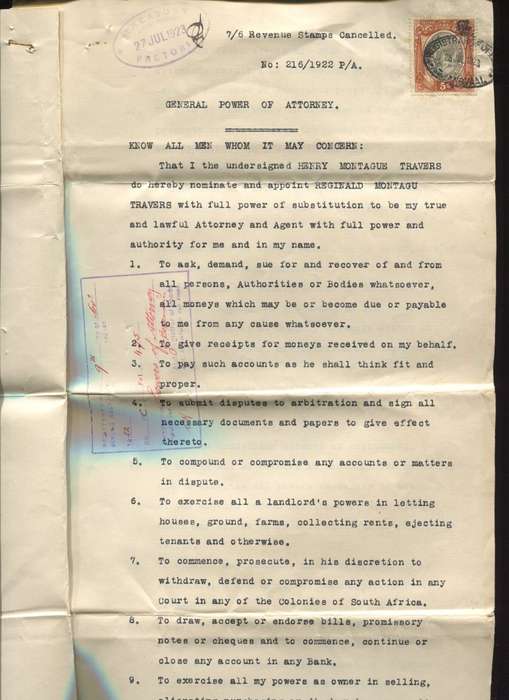 27 JUL 1923
PRETORIA
7/6 Revenue Stamps Cancelled.
No: 216/1922 P/A.
GENERAL POWER OF ATTORNEY.
KNOW ALL MEN WHOM IT MAY CONCERN:
That I the undersigned HENRY MONTAGUE TRAVERS
do hereby nominate and appoint REGINALD MONTAGU
TRAVERS with full power of substitution to be my true
and lawful Attorney and Agent with full power and
authority for me and in my name.
1. To ask, demand, sue for and recover of and from
all persons, Authorities or Bodies whatsoever,
all moneys which may be or become due or payable
to me from any cause whatsoever.
2. To give receipts for moneys received on my behalf.
3. To pay such accounts as he shall think fit and
proper.
4. To submit disputes to arbitration and sign all
necessary documents and papers to give effect
thereto.
5. To compound or compromise any accounts or matters
in dispute.
6. To exercise all a landlord's powers in letting
houses, ground, farms, collecting rents, ejecting
tenants and otherwise.
7. To commence, prosecute, in his discretion to
withdraw, defend or compromise any action in any
Court in any of the Colonies of South Africa.
8. To draw, accept or endorse bills, promissory
notes or cheques and to commence, continue or
close any account in any Bank.
9. To exercise all my powers as owner in selling,